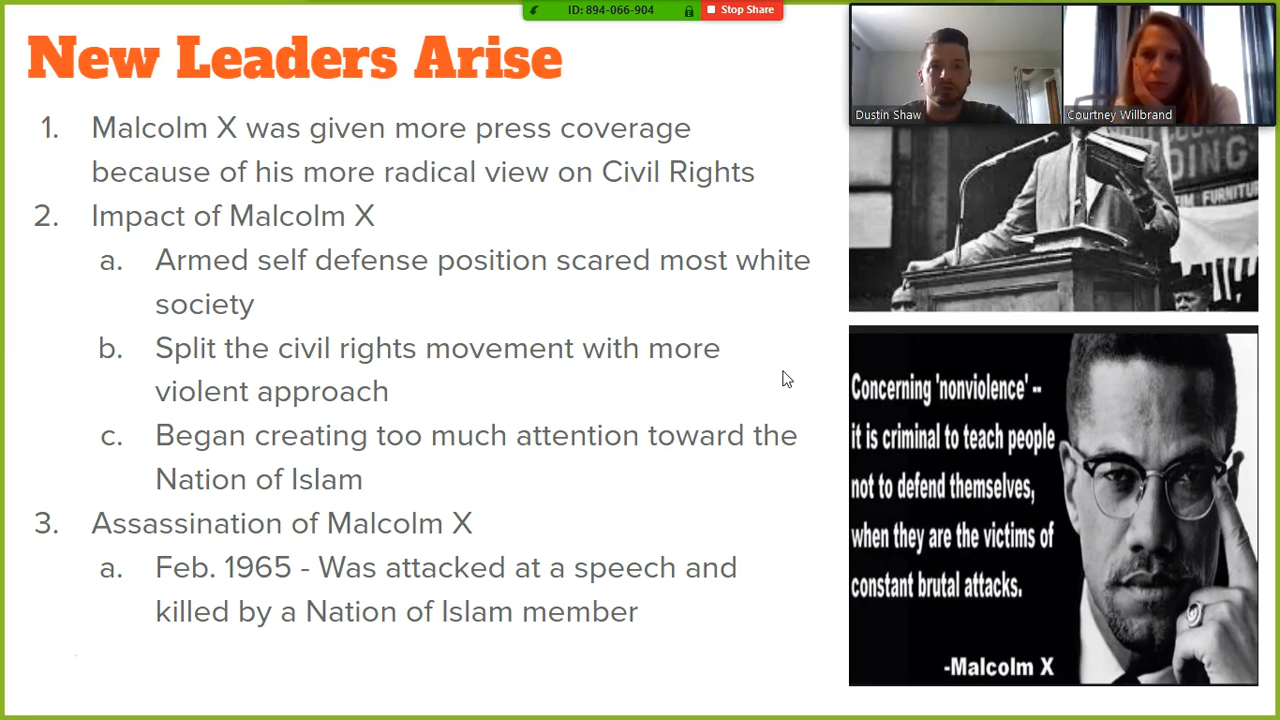 ID: 894-066-904
Stop Share
New Leaders Arise
1. Malcolm X was given more press coverage
because of his more radical view on Civil Rights
2. Impact of Malcolm X
a. Armed self defense position scared most white
society
b. Split the civil rights movement with more
violent approach
c. Began creating too much attention toward the
Nation of Islam
3. Assassination of Malcolm X
a. Feb. 1965 - Was attacked at a speech and
killed by a Nation of Islam member
Dustin Shaw
Courtney Willbrand
DING
FURNITU
Concerning 'nonviolence' --
it is criminal to teach people
not to defend themselves,
when they are the victims of
constant brutal attacks.
-Malcolm X